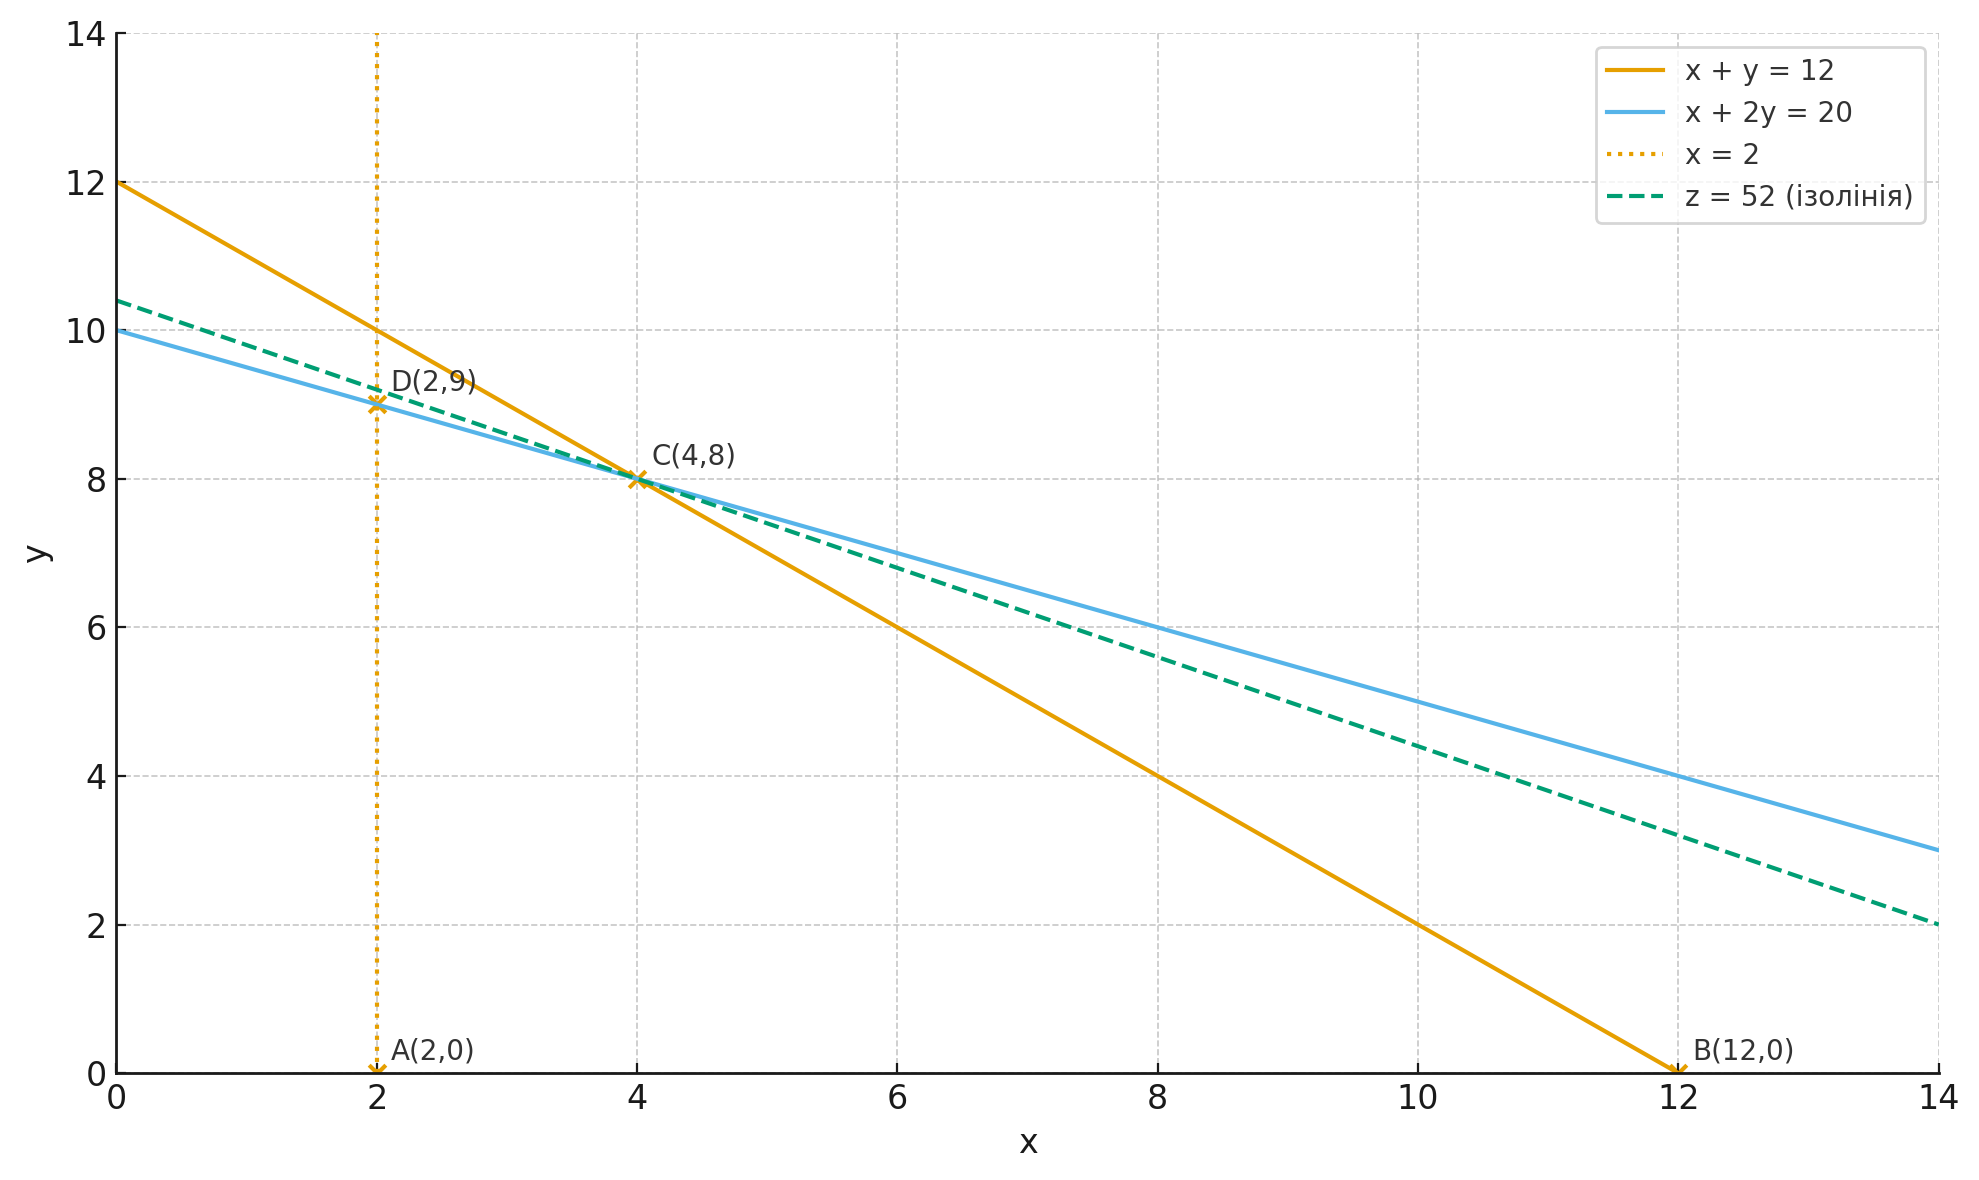 14
x + y = 12
x + 2y = 20
x = 2
z = 52 (ізолінія)
12
10
D(2,9)
C(4,8)
8
y
6
4
2
A(2,0)
B(12,0)
0
0 2 4 6 8 10 12 14
x